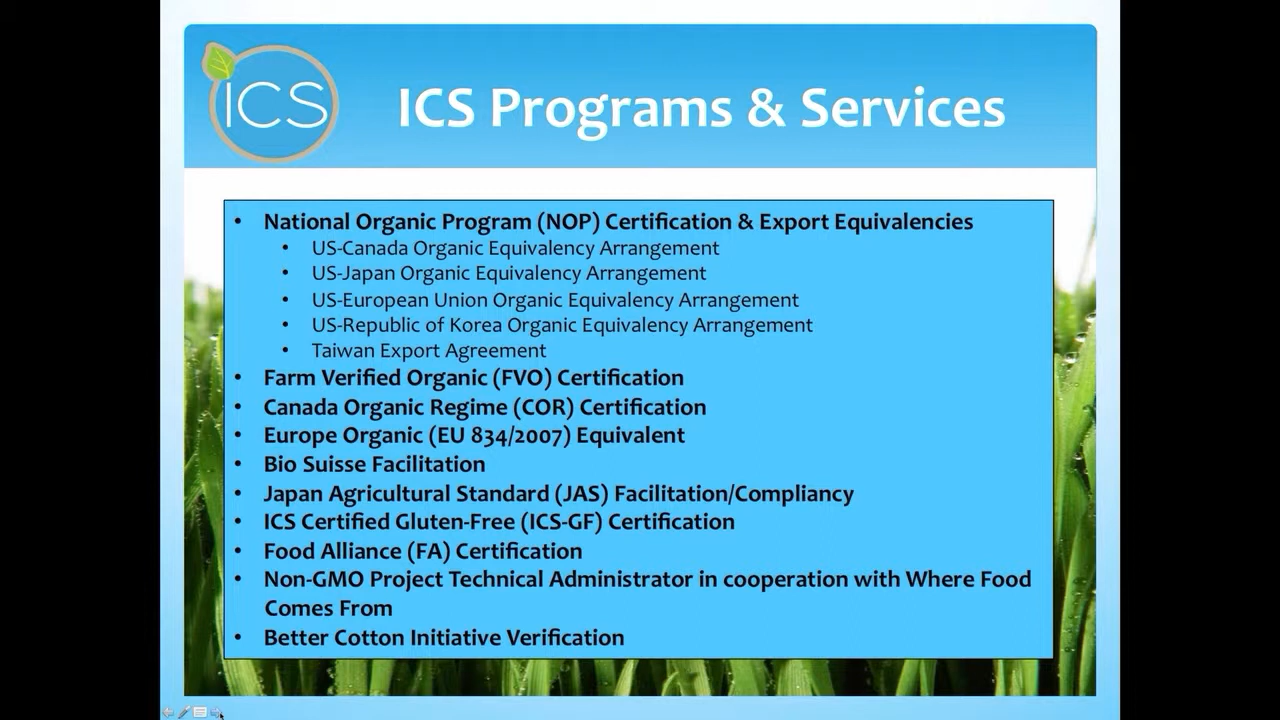 ICS
ICS Programs & Services
• National Organic Program (NOP) Certification & Export Equivalencies
• US-Canada Organic Equivalency Arrangement
• US-Japan Organic Equivalency Arrangement
• US-European Union Organic Equivalency Arrangement
• US-Republic of Korea Organic Equivalency Arrangement
• Taiwan Export Agreement
• Farm Verified Organic (FVO) Certification
• Canada Organic Regime (COR) Certification
• Europe Organic (EU 834/2007) Equivalent
• Bio Suisse Facilitation
• Japan Agricultural Standard (JAS) Facilitation/Compliancy
• ICS Certified Gluten-Free (ICS-GF) Certification
• Food Alliance (FA) Certification
• Non-GMO Project Technical Administrator in cooperation with Where Food
Comes From
• Better Cotton Initiative Verification